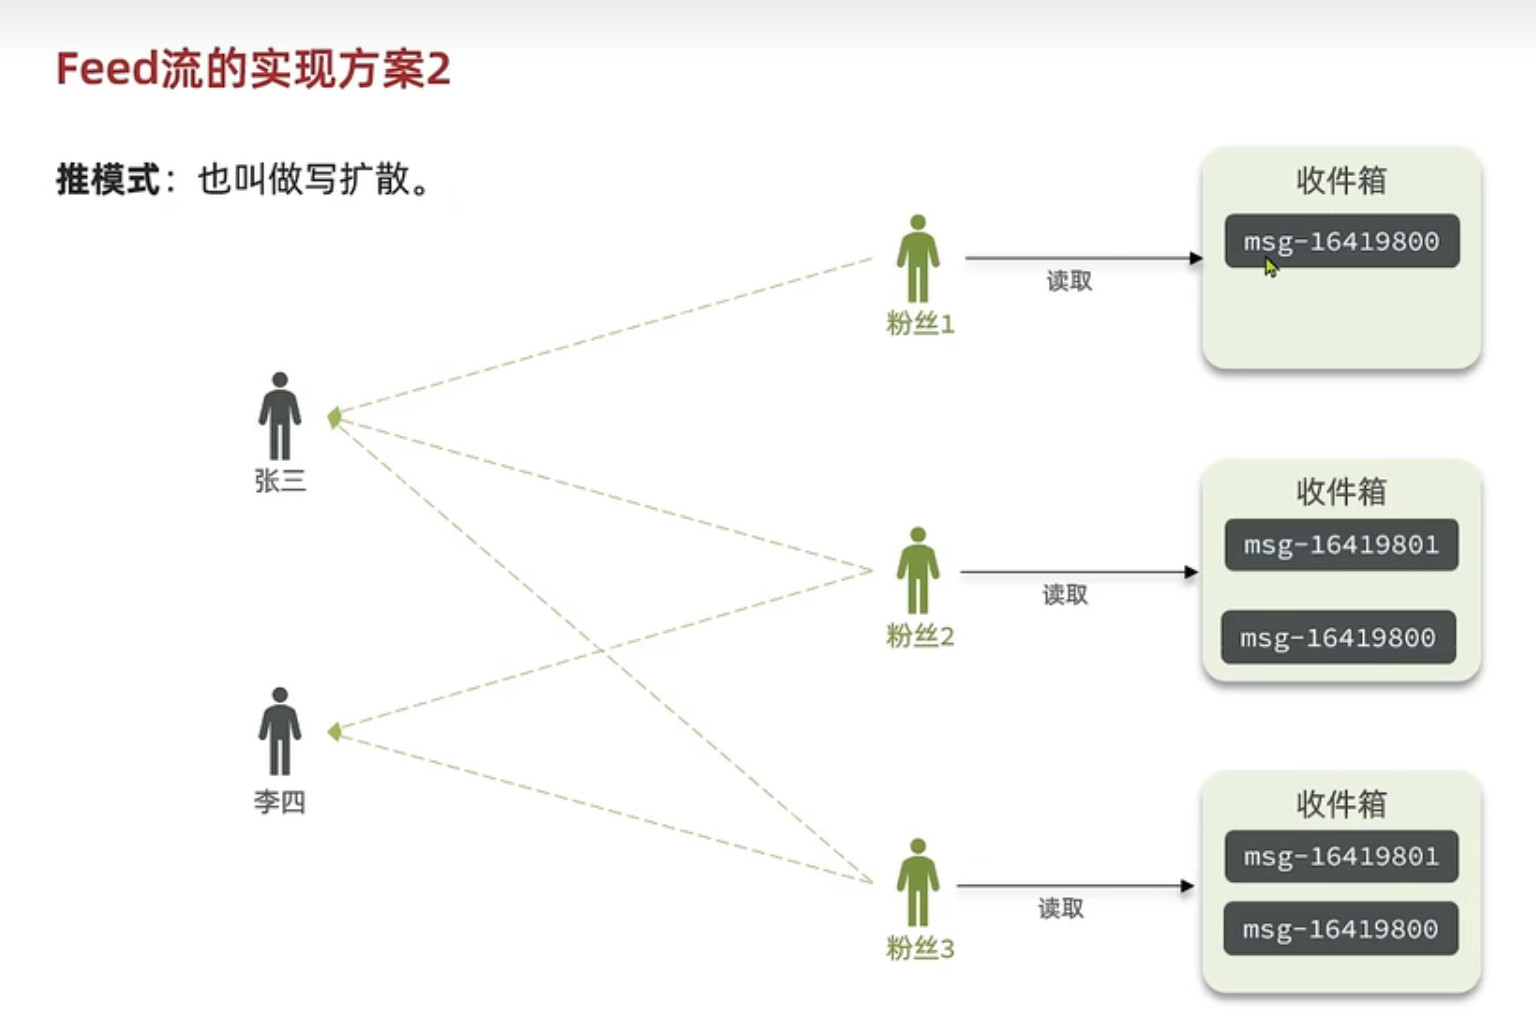 Feed流的实现方案2
推模式：也叫做写扩散。
收件箱
msg-16419800
读取
粉丝1
张三
收件箱
msg-16419801
读取
粉丝2
msg-16419800
李四
收件箱
msg-16419801
读取
msg-16419800
粉丝3